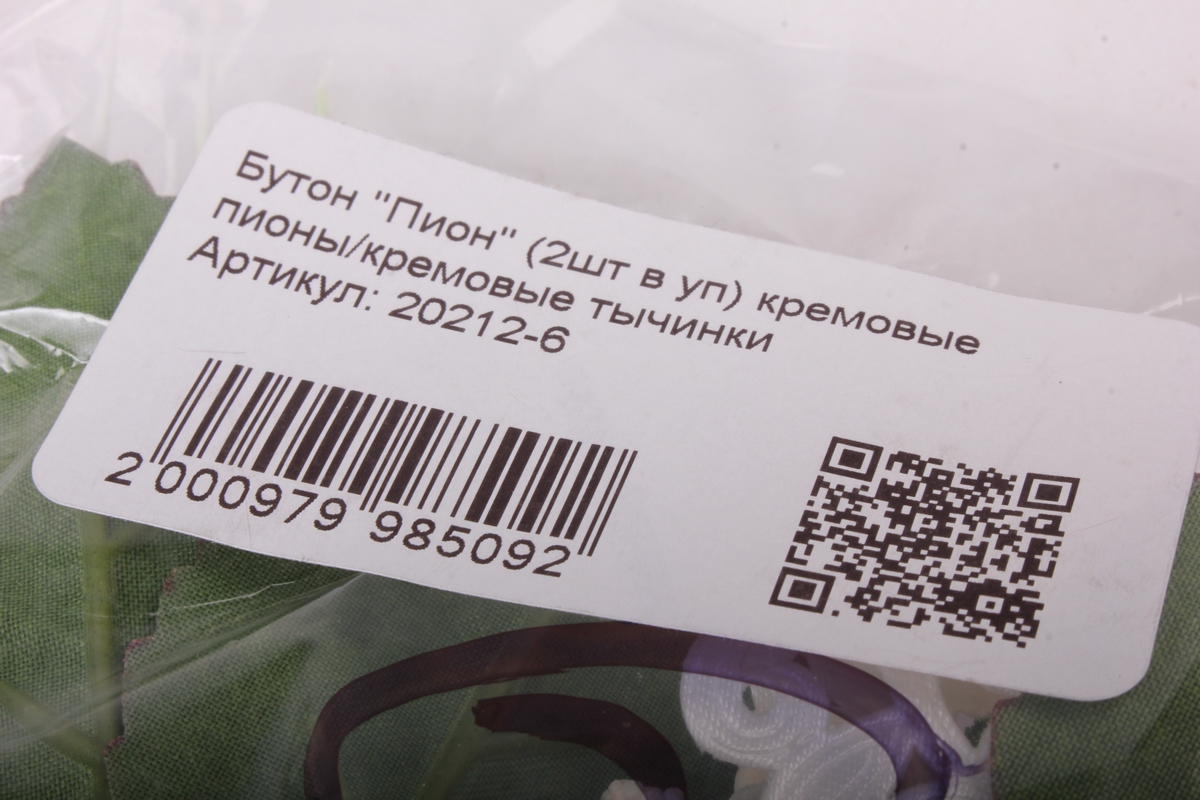 Бутон "Пион" (2шт в уп) кремовые
пионы/кремовые тычинки
Артикул: 20212-6
2 000979 985092